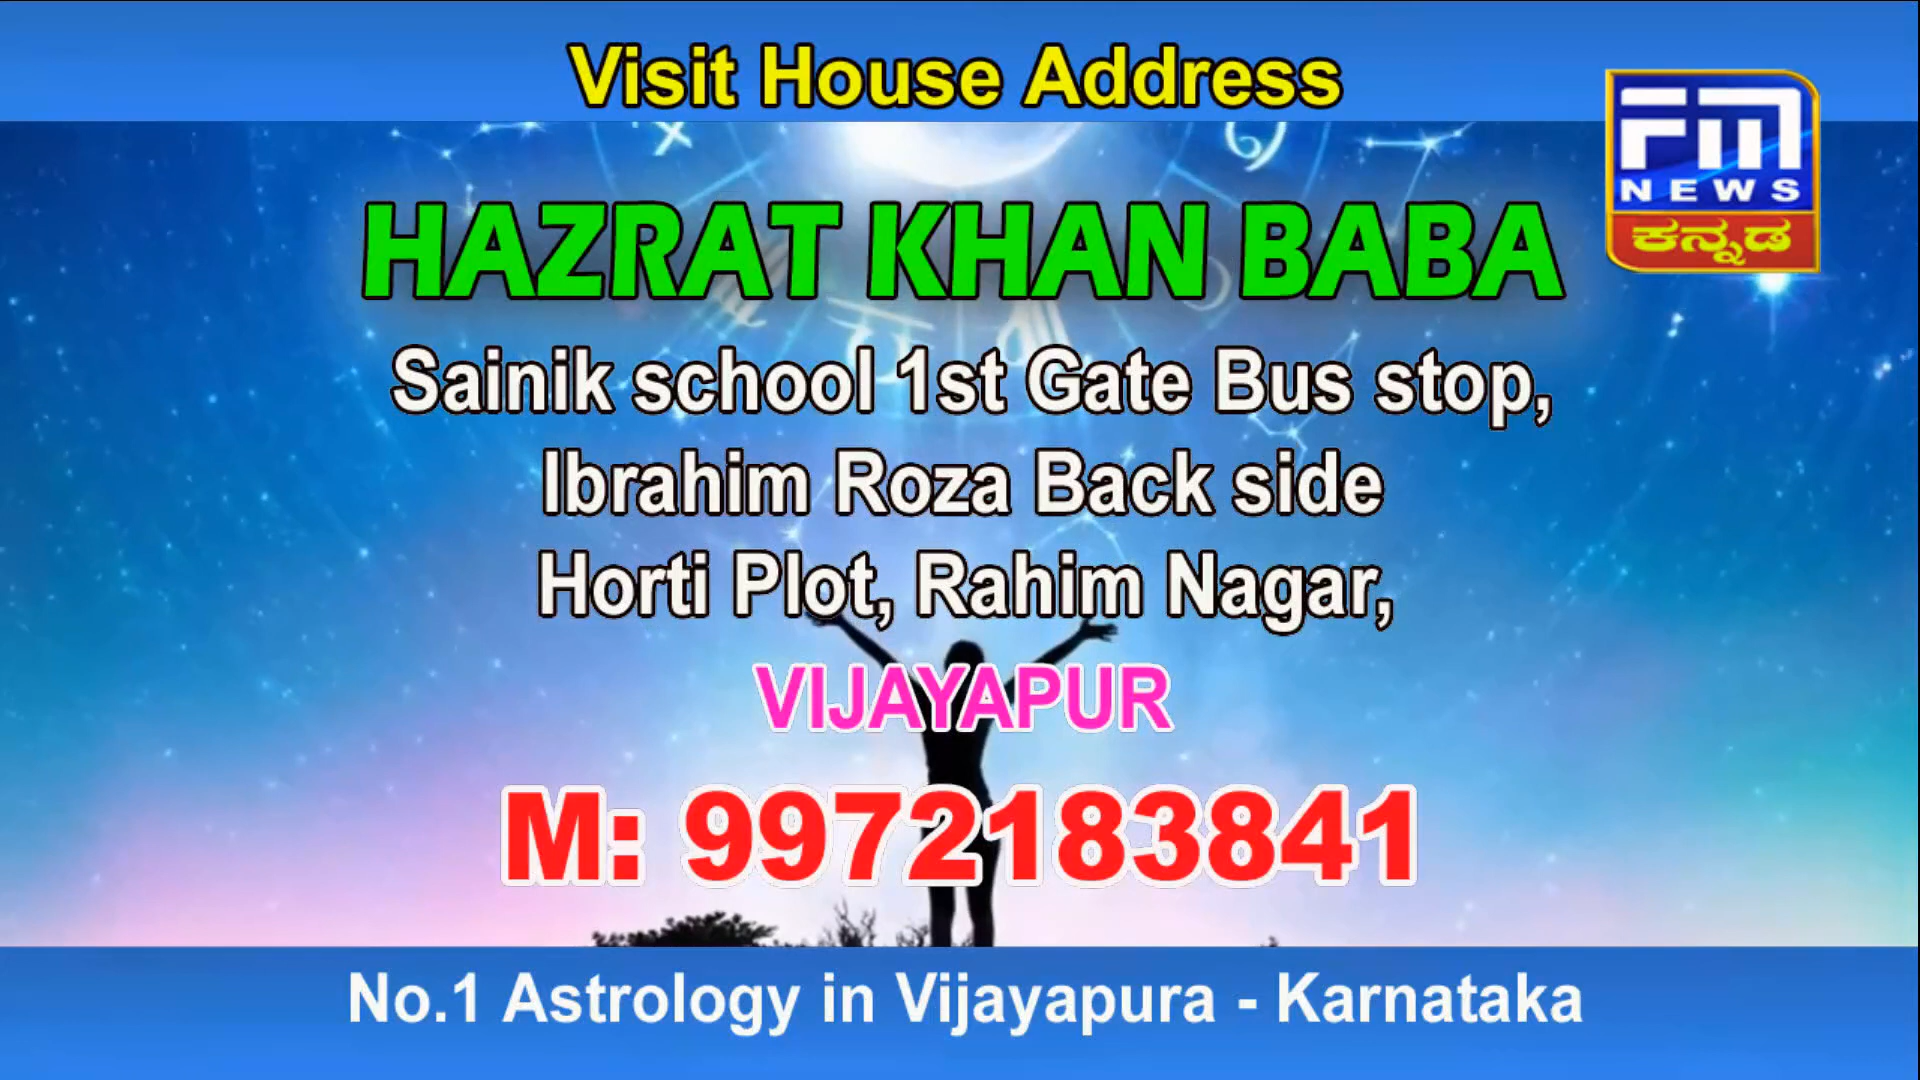 Visit House Address
FM
NEWS
ಕನ್ನಡ
HAZRAT KHAN BABA
Sainik school 1st Gate Bus stop,
Ibrahim Roza Back side
Horti Plot, Rahim Nagar,
VIJAYAPUR
M: 9972183841
No.1 Astrology in Vijayapura - Karnataka